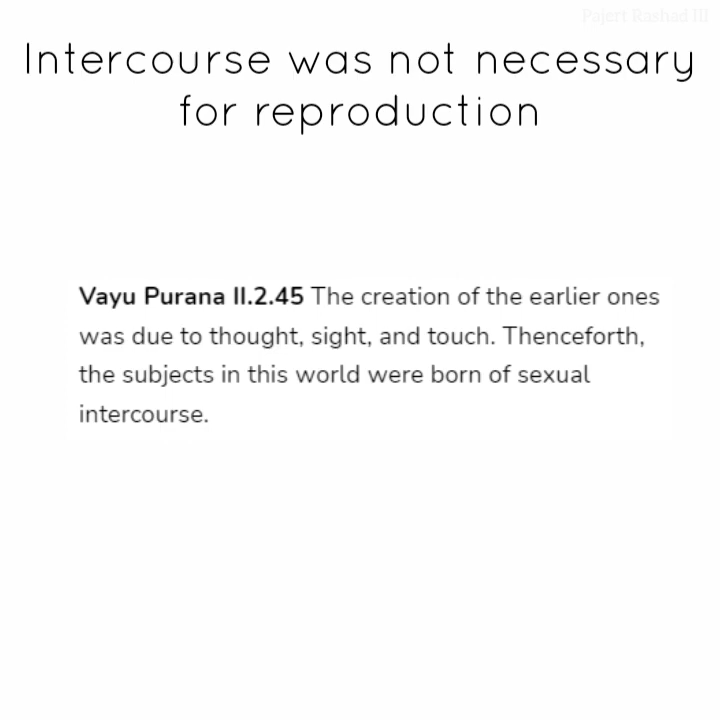 Pajert Rashad III
Intercourse was not necessary
for reproduction
Vayu Purana II.2.45 The creation of the earlier ones
was due to thought, sight, and touch. Thenceforth,
the subjects in this world were born of sexual
intercourse.